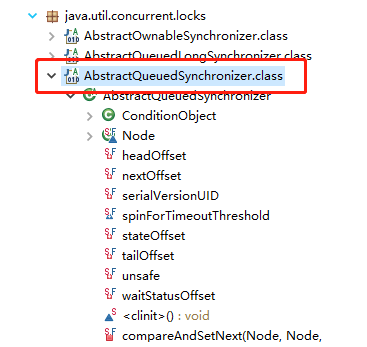 java.util.concurrent.locks
AbstractOwnableSynchronizer.class
AbstractQueuedLongSynchronizer.class
AbstractQueuedSynchronizer.class
AbstractQueuedSynchronizer
ConditionObject
Node
headOffset
nextOffset
serialVersionUID
spinForTimeoutThreshold
stateOffset
tailOffset
unsafe
waitStatusOffset
<clinit>() : void
compareAndSetNext(Node, Node,